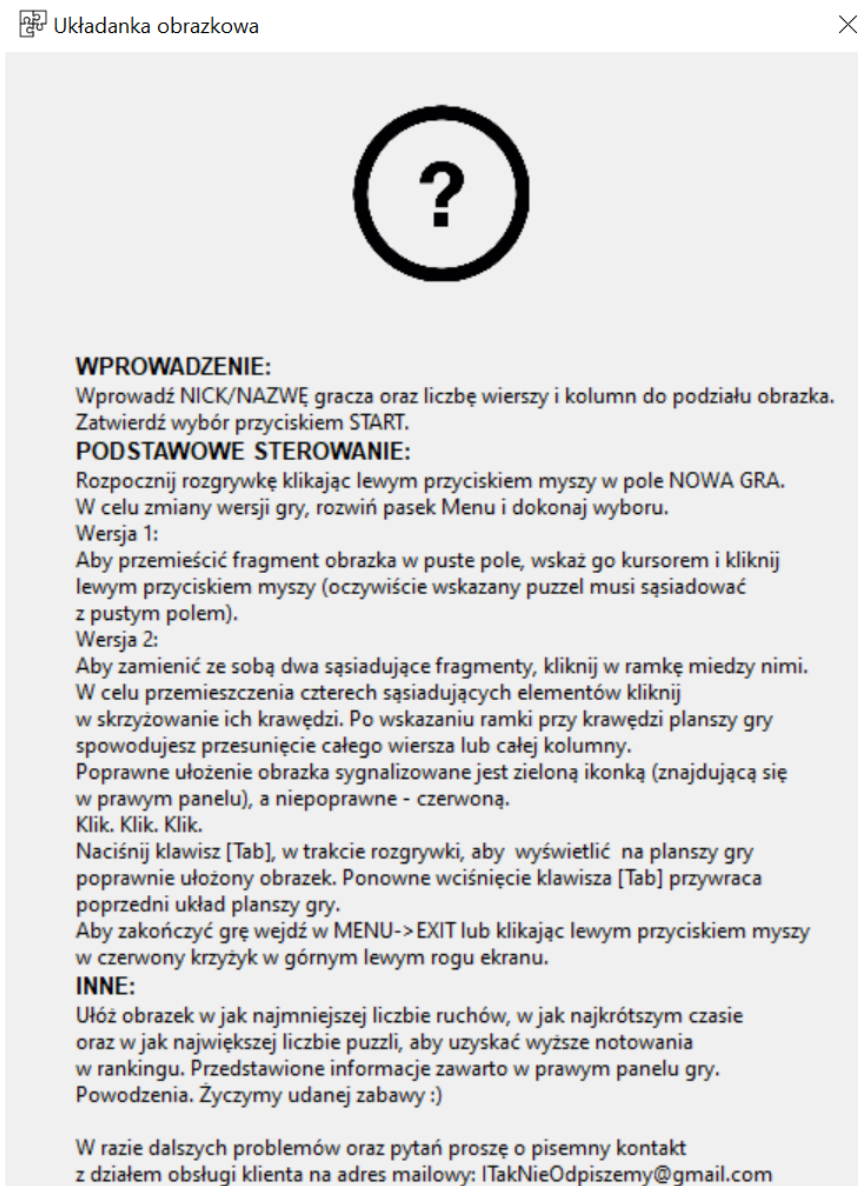 Układanka obrazkowa
?
WPROWADZENIE:
Wprowadź NICK/NAZWĘ gracza oraz liczbę wierszy i kolumn do podziału obrazka.
Zatwierdź wybór przyciskiem START.
PODSTAWOWE STEROWANIE:
Rozpocznij rozgrywkę klikając lewym przyciskiem myszy w pole NOWA GRA.
W celu zmiany wersji gry, rozwiń pasek Menu i dokonaj wyboru.
Wersja 1:
Aby przemieścić fragment obrazka w puste pole, wskaż go kursorem i kliknij
lewym przyciskiem myszy (oczywiście wskazany puzzel musi sąsiadować
z pustym polem).
Wersja 2:
Aby zamienić ze sobą dwa sąsiadujące fragmenty, kliknij w ramkę miedzy nimi.
W celu przemieszczenia czterech sąsiadujących elementów kliknij
w skrzyżowanie ich krawędzi. Po wskazaniu ramki przy krawędzi planszy gry
spowodujesz przesunięcie całego wiersza lub całej kolumny.
Poprawne ułożenie obrazka sygnalizowane jest zieloną ikonką (znajdującą się
w prawym panelu), a niepoprawne - czerwoną.
Klik. Klik. Klik.
Naciśnij klawisz [Tab], w trakcie rozgrywki, aby  wyświetlić  na planszy gry
poprawnie ułożony obrazek. Ponowne wciśnięcie klawisza [Tab] przywraca
poprzedni układ planszy gry.
Aby zakończyć grę wejdź w MENU->EXIT lub klikając lewym przyciskiem myszy
w czerwony krzyżyk w górnym lewym rogu ekranu.
INNE:
Ułóż obrazek w jak najmniejszej liczbie ruchów, w jak najkrótszym czasie
oraz w jak największej liczbie puzzli, aby uzyskać wyższe notowania
w rankingu. Przedstawione informacje zawarto w prawym panelu gry.
Powodzenia. Życzymy udanej zabawy :)
W razie dalszych problemów oraz pytań proszę o pisemny kontakt
z działem obsługi klienta na adres mailowy: ITakNieOdpiszemy@gmail.com